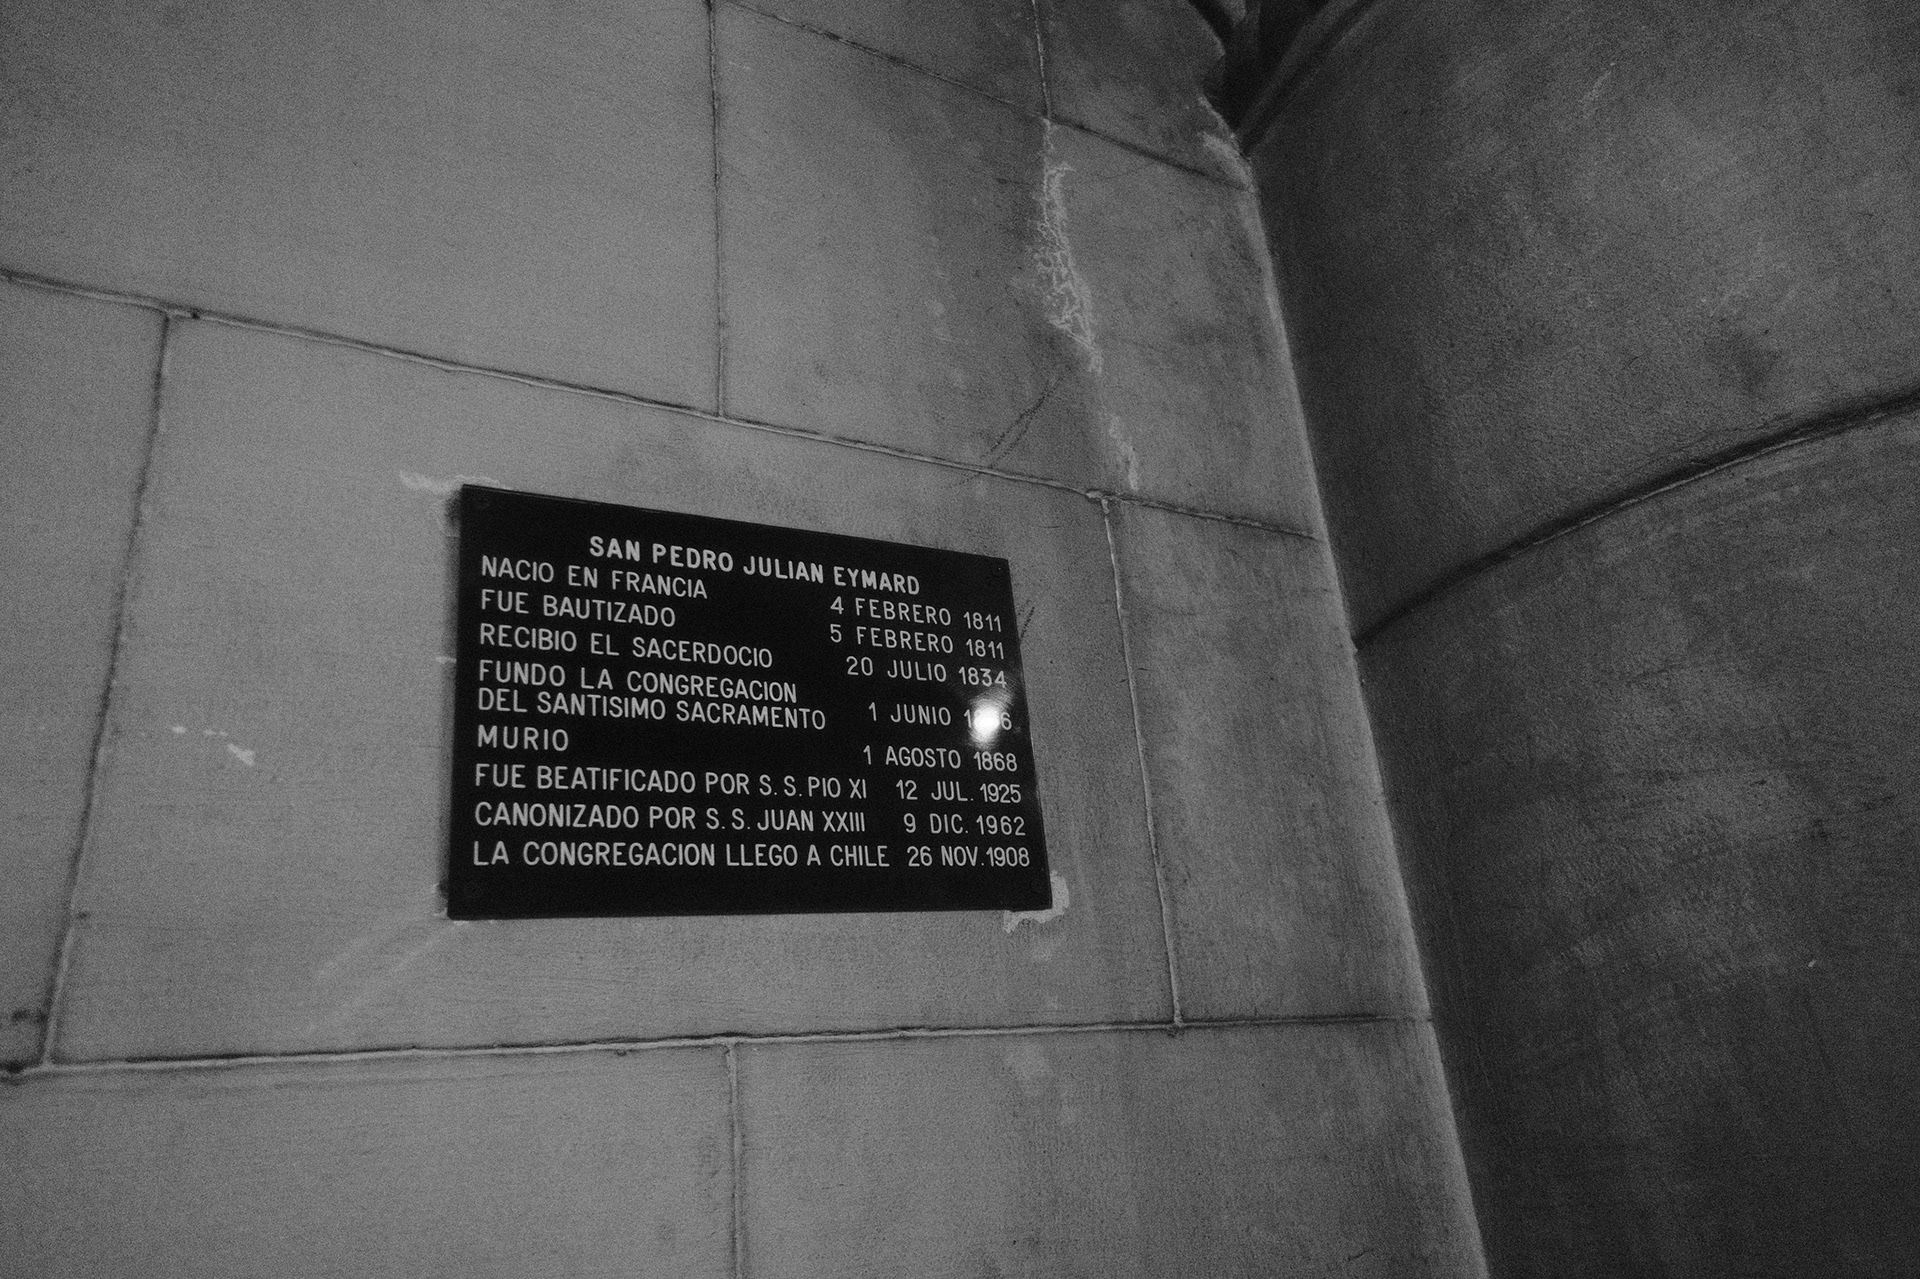 SAN PEDRO JULIAN EYMARD
NACIO EN FRANCIA 4 FEBRERO 1811
FUE BAUTIZADO 5 FEBRERO 1811
RECIBIO EL SACERDOCIO 20 JULIO 1834
FUNDO LA CONGREGACION
DEL SANTISIMO SACRAMENTO 1 JUNIO
MURIO 1 AGOSTO 1868
FUE BEATIFICADO POR S. S. PIO XI 12 JUL. 1925
CANONIZADO POR S. S. JUAN XXIII 9 DIC. 1962
LA CONGREGACION LLEGO A CHILE 26 NOV. 1908